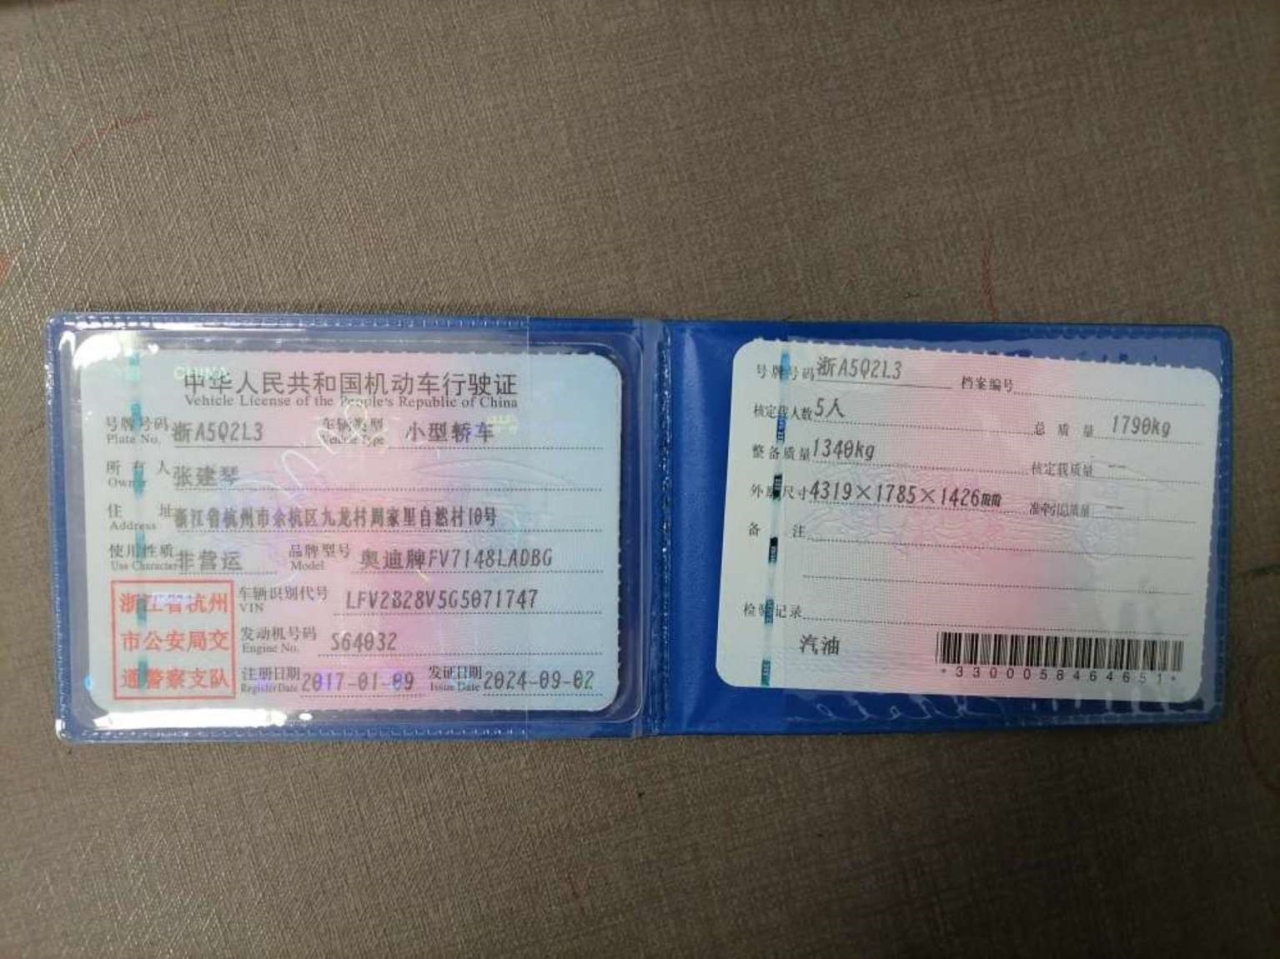 中华人民共和国机动车行驶证
Vehicle License of the People's Republic of China
号牌号码 浙A5Q2L3 车辆类型 小型轿车
Plate No. Vehicle Type
所有人 张建琴
Owner
住址 浙江省杭州市余杭区九龙村周家里自然村10号
Address
使用性质 非营运 品牌型号 奥迪牌FV7148LADBG
Use Character Model
浙江省杭州
市公安局交
通警察支队
车辆识别代号 LFV2B28V5G5071747
VIN
发动机号码 S64032
Engine No.
注册日期 2017-01-09 发证日期 2024-09-02
Register Date Issue Date
号牌号码 浙A5Q2L3 档案编号
核定载人数 5人 总质量 1790kg
整备质量 1340kg 核定载质量 --
外廓尺寸 4319×1785×1426mm 准牵引总质量 --
备注
检验记录
汽油
*3300058464651*